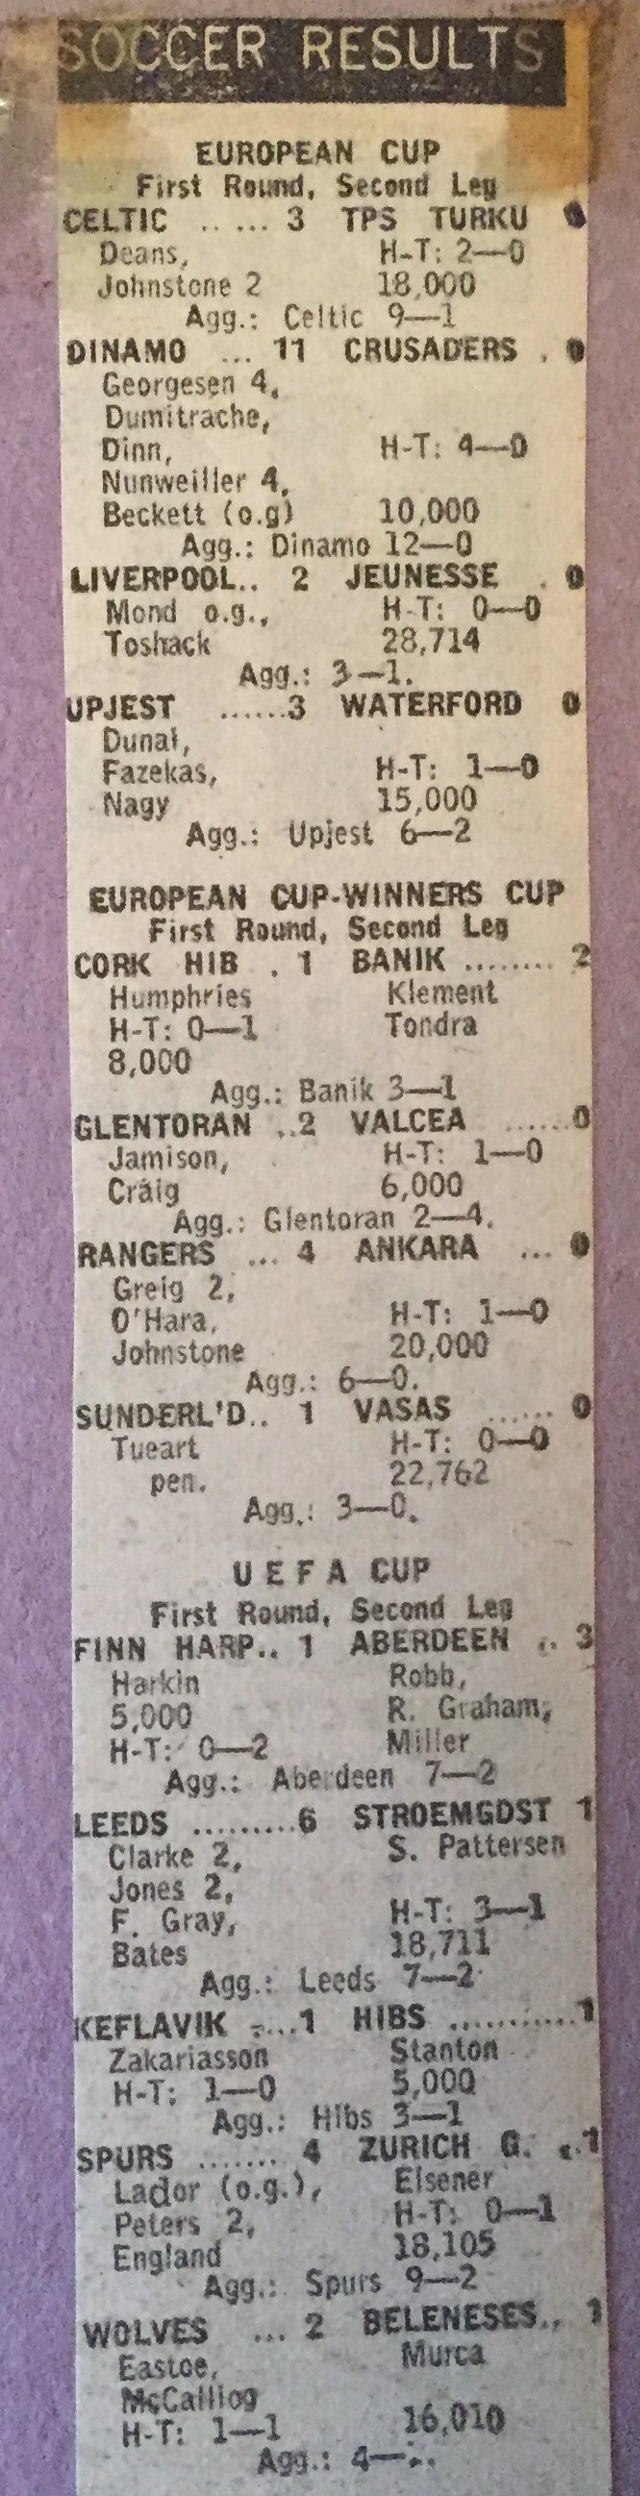 SOCCER RESULTS
EUROPEAN CUP
First Round, Second Leg
CELTIC .. ... 3 TPS TURKU 0
Deans, H-T: 2—0
Johnstone 2 18,000
Agg.: Celtic 9—1
DINAMO ... 11 CRUSADERS . 0
Georgesen 4,
Dumitrache,
Dinn, H-T: 4—0
Nunweiller 4,
Beckett (o.g) 10,000
Agg.: Dinamo 12—0
LIVERPOOL.. 2 JEUNESSE . 0
Mond o.g., H-T: 0—0
Toshack 28,714
Agg.: 3—1.
UPJEST ......3 WATERFORD 0
Dunai,
Fazekas, H-T: 1—0
Nagy 15,000
Agg.: Upjest 6—2
EUROPEAN CUP-WINNERS CUP
First Round, Second Leg
CORK HIB . 1 BANIK ........ 2
Humphries Klement
H-T: 0—1 Tondra
8,000
Agg.: Banik 3—1
GLENTORAN ..2 VALCEA ......0
Jamison, H-T: 1—0
Craig 6,000
Agg.: Glentoran 2—4.
RANGERS ... 4 ANKARA ... 0
Greig 2,
O'Hara, H-T: 1—0
Johnstone 20,000
Agg.: 6—0.
SUNDERL'D.. 1 VASAS ...... 0
Tueart H-T: 0—0
pen. 22,762
Agg.: 3—0.
UEFA CUP
First Round, Second Leg
FINN HARP.. 1 ABERDEEN .. 3
Harkin Robb,
5,000 R. Graham,
H-T: 0—2 Miller
Agg.: Aberdeen 7—2
LEEDS .........6 STROEMGDST 1
Clarke 2, S. Pattersen
Jones 2,
F. Gray, H-T: 3—1
Bates 18,711
Agg.: Leeds 7—2
KEFLAVIK ....1 HIBS ...........1
Zakariasson Stanton
H-T: 1—0 5,000
Agg.: Hibs 3—1
SPURS ....... 4 ZURICH G. ..1
Lador (o.g.), Elsener
Peters 2, H-T: 0—1
England 18,105
Agg.: Spurs 9—2
WOLVES ... 2 BELENESES.. 1
Eastoe, Murca
McCalliog
H-T: 1—1 16,010
Agg.: 4—